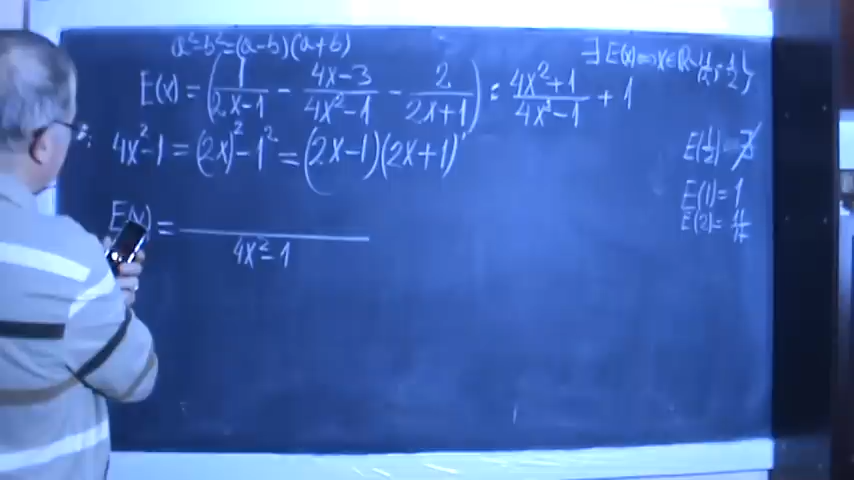 a²-b²=(a-b)(a+b)
∃ E(x) ⟺ x∈R∖{-1/2; 1/2}
E(x) = (1/(2x-1) - (4x-3)/(4x²-1) - 2/(2x+1)) : (4x²+1)/(4x²-1) + 1
4x²-1 = (2x)²-1² = (2x-1)(2x+1)
E(1/2) = ∄
E(1) = 1
E(2) =
E(x) = /(4x²-1)